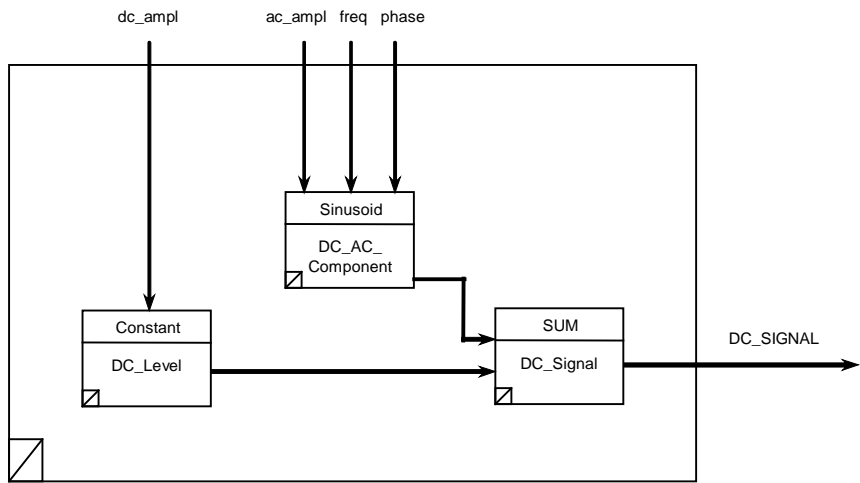 dc_ampl
ac_ampl freq phase
Sinusoid
DC_AC_
Component
Constant
DC_Level
SUM
DC_Signal
DC_SIGNAL